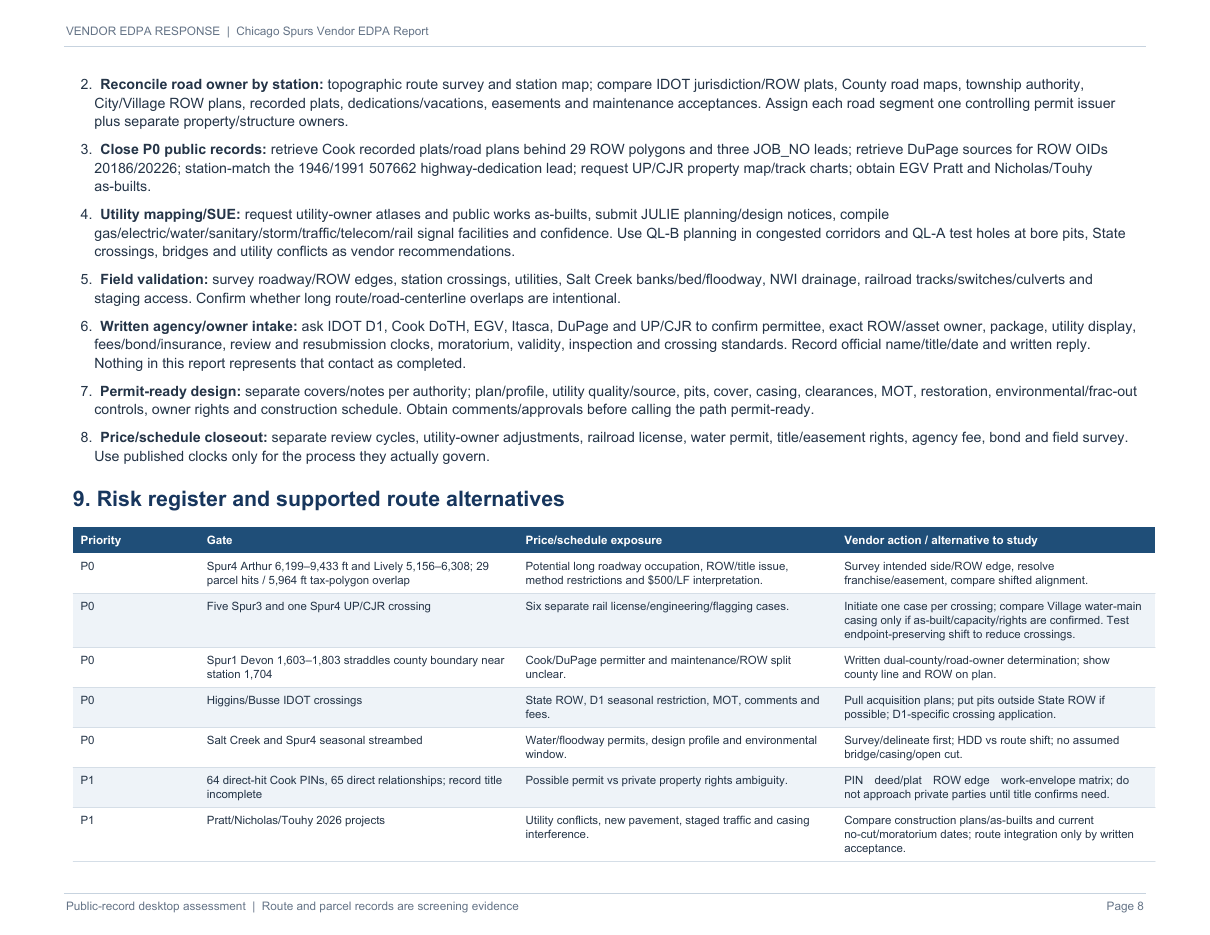 VENDOR EDPA RESPONSE | Chicago Spurs Vendor EDPA Report
2. Reconcile road owner by station: topographic route survey and station map; compare IDOT jurisdiction/ROW plats, County road maps, township authority,
City/Village ROW plans, recorded plats, dedications/vacations, easements and maintenance acceptances. Assign each road segment one controlling permit issuer
plus separate property/structure owners.
3. Close P0 public records: retrieve Cook recorded plats/road plans behind 29 ROW polygons and three JOB_NO leads; retrieve DuPage sources for ROW OIDs
20186/20226; station-match the 1946/1991 507662 highway-dedication lead; request UP/CJR property map/track charts; obtain EGV Pratt and Nicholas/Touhy
as-builts.
4. Utility mapping/SUE: request utility-owner atlases and public works as-builts, submit JULIE planning/design notices, compile
gas/electric/water/sanitary/storm/traffic/telecom/rail signal facilities and confidence. Use QL-B planning in congested corridors and QL-A test holes at bore pits, State
crossings, bridges and utility conflicts as vendor recommendations.
5. Field validation: survey roadway/ROW edges, station crossings, utilities, Salt Creek banks/bed/floodway, NWI drainage, railroad tracks/switches/culverts and
staging access. Confirm whether long route/road-centerline overlaps are intentional.
6. Written agency/owner intake: ask IDOT D1, Cook DoTH, EGV, Itasca, DuPage and UP/CJR to confirm permittee, exact ROW/asset owner, package, utility display,
fees/bond/insurance, review and resubmission clocks, moratorium, validity, inspection and crossing standards. Record official name/title/date and written reply.
Nothing in this report represents that contact as completed.
7. Permit-ready design: separate covers/notes per authority; plan/profile, utility quality/source, pits, cover, casing, clearances, MOT, restoration, environmental/frac-out
controls, owner rights and construction schedule. Obtain comments/approvals before calling the path permit-ready.
8. Price/schedule closeout: separate review cycles, utility-owner adjustments, railroad license, water permit, title/easement rights, agency fee, bond and field survey.
Use published clocks only for the process they actually govern.
9. Risk register and supported route alternatives
Priority Gate Price/schedule exposure Vendor action / alternative to study
P0 Spur4 Arthur 6,199–9,433 ft and Lively 5,156–6,308; 29 Potential long roadway occupation, ROW/title issue, Survey intended side/ROW edge, resolve
parcel hits / 5,964 ft tax-polygon overlap method restrictions and $500/LF interpretation. franchise/easement, compare shifted alignment.
P0 Five Spur3 and one Spur4 UP/CJR crossing Six separate rail license/engineering/flagging cases. Initiate one case per crossing; compare Village water-main
casing only if as-built/capacity/rights are confirmed. Test
endpoint-preserving shift to reduce crossings.
P0 Spur1 Devon 1,603–1,803 straddles county boundary near Cook/DuPage permitter and maintenance/ROW split Written dual-county/road-owner determination; show
station 1,704 unclear. county line and ROW on plan.
P0 Higgins/Busse IDOT crossings State ROW, D1 seasonal restriction, MOT, comments and Pull acquisition plans; put pits outside State ROW if
fees. possible; D1-specific crossing application.
P0 Salt Creek and Spur4 seasonal streambed Water/floodway permits, design profile and environmental Survey/delineate first; HDD vs route shift; no assumed
window. bridge/casing/open cut.
P1 64 direct-hit Cook PINs, 65 direct relationships; record title Possible permit vs private property rights ambiguity. PIN deed/plat ROW edge work-envelope matrix; do
incomplete not approach private parties until title confirms need.
P1 Pratt/Nicholas/Touhy 2026 projects Utility conflicts, new pavement, staged traffic and casing Compare construction plans/as-builts and current
interference. no-cut/moratorium dates; route integration only by written
acceptance.
Public-record desktop assessment | Route and parcel records are screening evidence Page 8